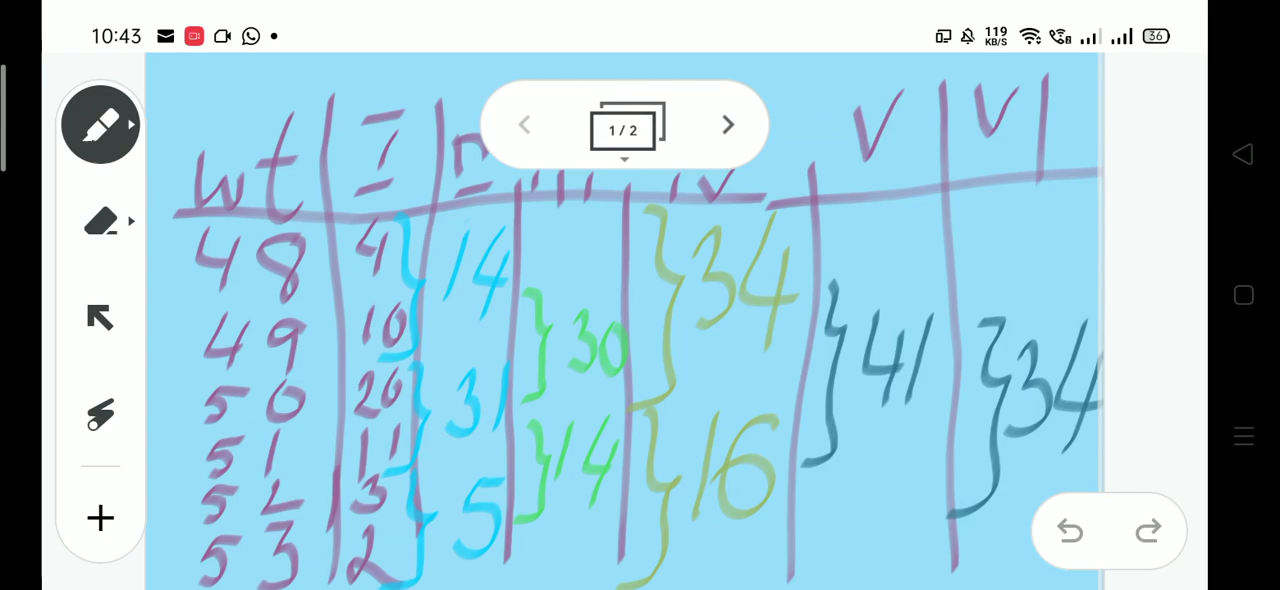 10:43 119 KB/S 36
1 / 2
wt I II III IV V VI
48 4 14 34
49 10 30 41
50 20 31 34
51 11 14 16
52 3 5
53 2